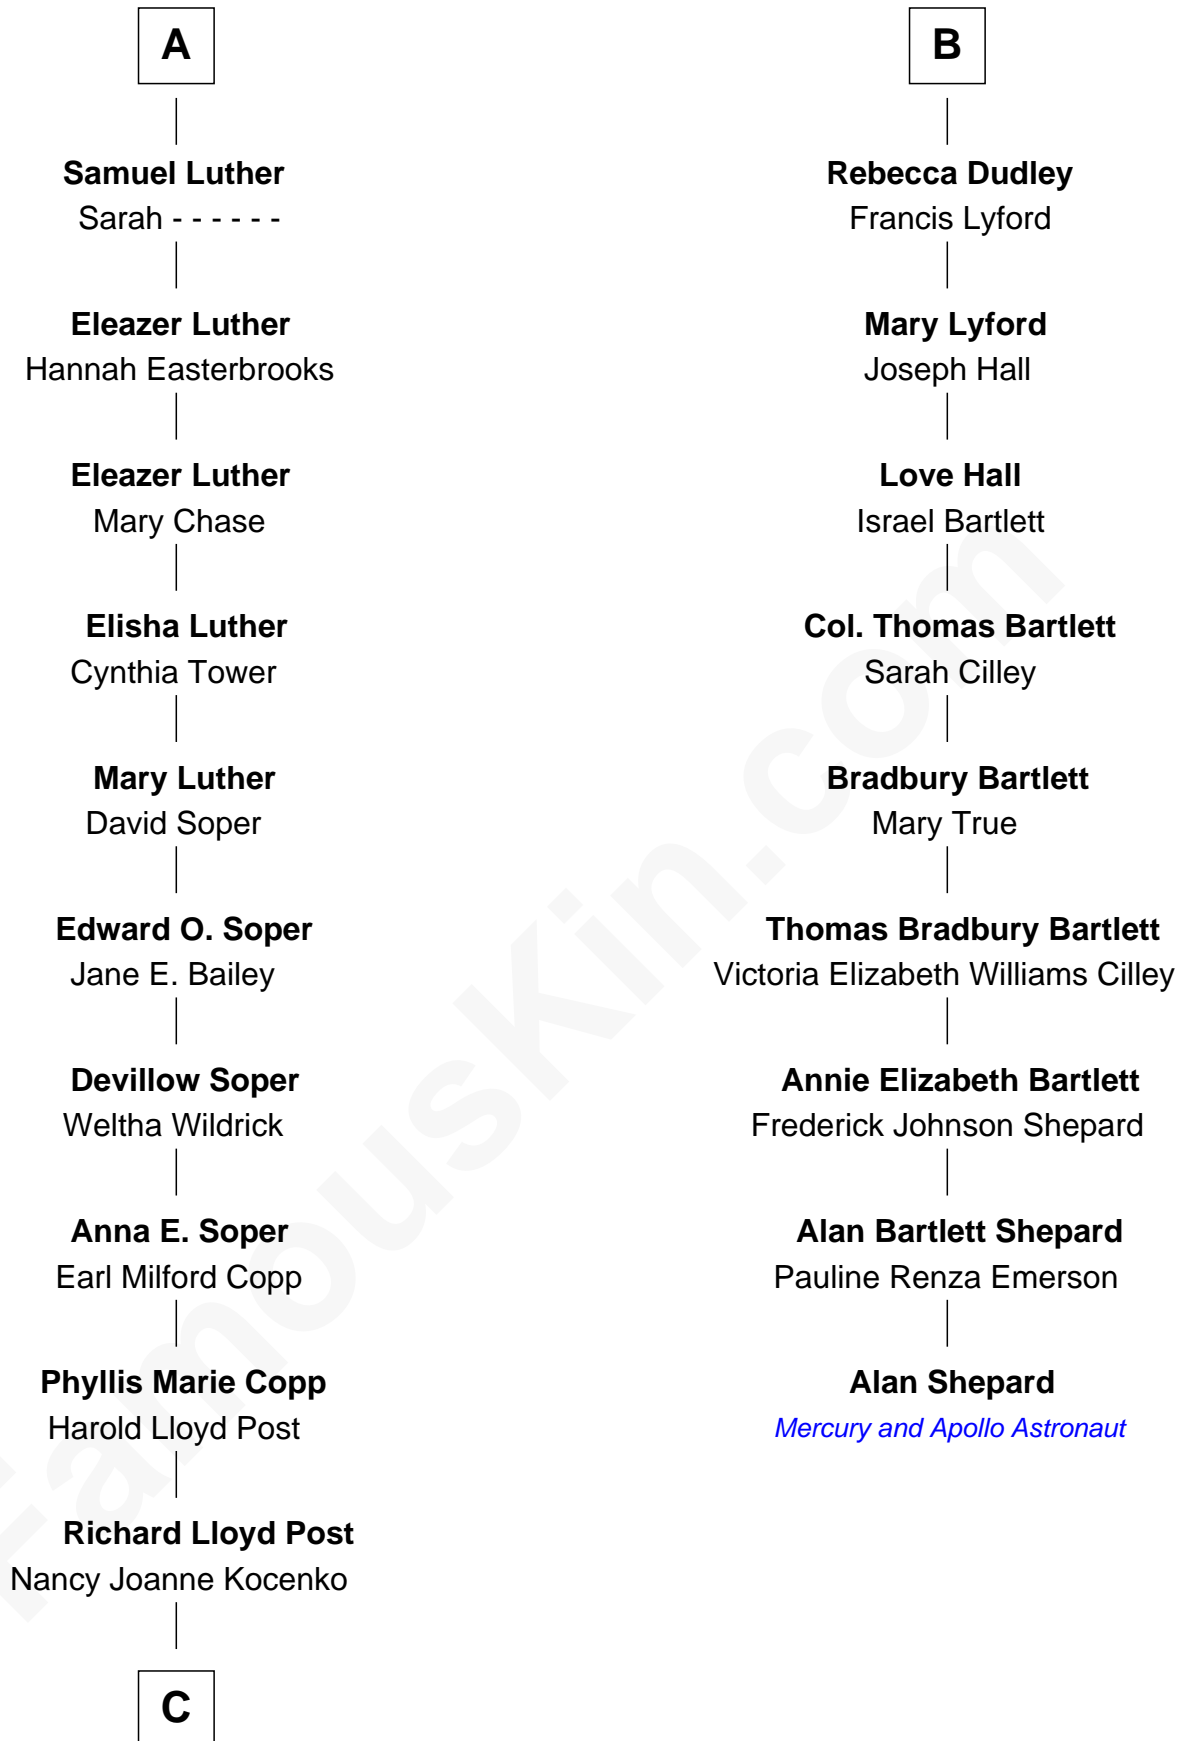 A
Samuel Luther
Sarah - - - - - -
Eleazer Luther
Hannah Easterbrooks
Eleazer Luther
Mary Chase
Elisha Luther
Cynthia Tower
Mary Luther
David Soper
Edward O. Soper
Jane E. Bailey
Devillow Soper
Weltha Wildrick
Anna E. Soper
Earl Milford Copp
Phyllis Marie Copp
Harold Lloyd Post
Richard Lloyd Post
Nancy Joanne Kocenko
C
B
Rebecca Dudley
Francis Lyford
Mary Lyford
Joseph Hall
Love Hall
Israel Bartlett
Col. Thomas Bartlett
Sarah Cilley
Bradbury Bartlett
Mary True
Thomas Bradbury Bartlett
Victoria Elizabeth Williams Cilley
Annie Elizabeth Bartlett
Frederick Johnson Shepard
Alan Bartlett Shepard
Pauline Renza Emerson
Alan Shepard
Mercury and Apollo Astronaut
FamousKin.com